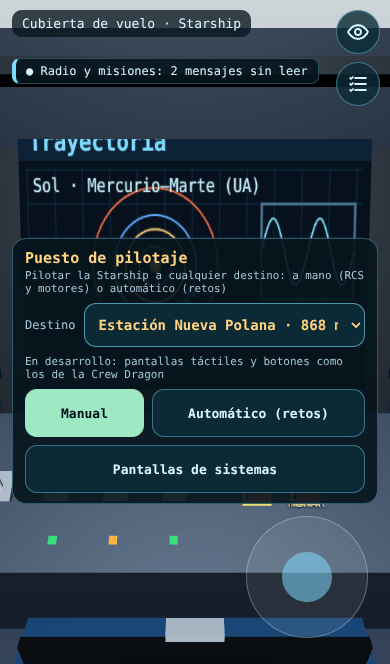 Cubierta de vuelo · Starship
● Radio y misiones: 2 mensajes sin leer
Trayectoria
Sol · Mercurio—Marte (UA)
Puesto de pilotaje
Pilotar la Starship a cualquier destino: a mano (RCS
y motores) o automático (retos)
Destino
Estación Nueva Polana · 868
En desarrollo: pantallas táctiles y botones como
los de la Crew Dragon
Manual
Automático (retos)
Pantallas de sistemas